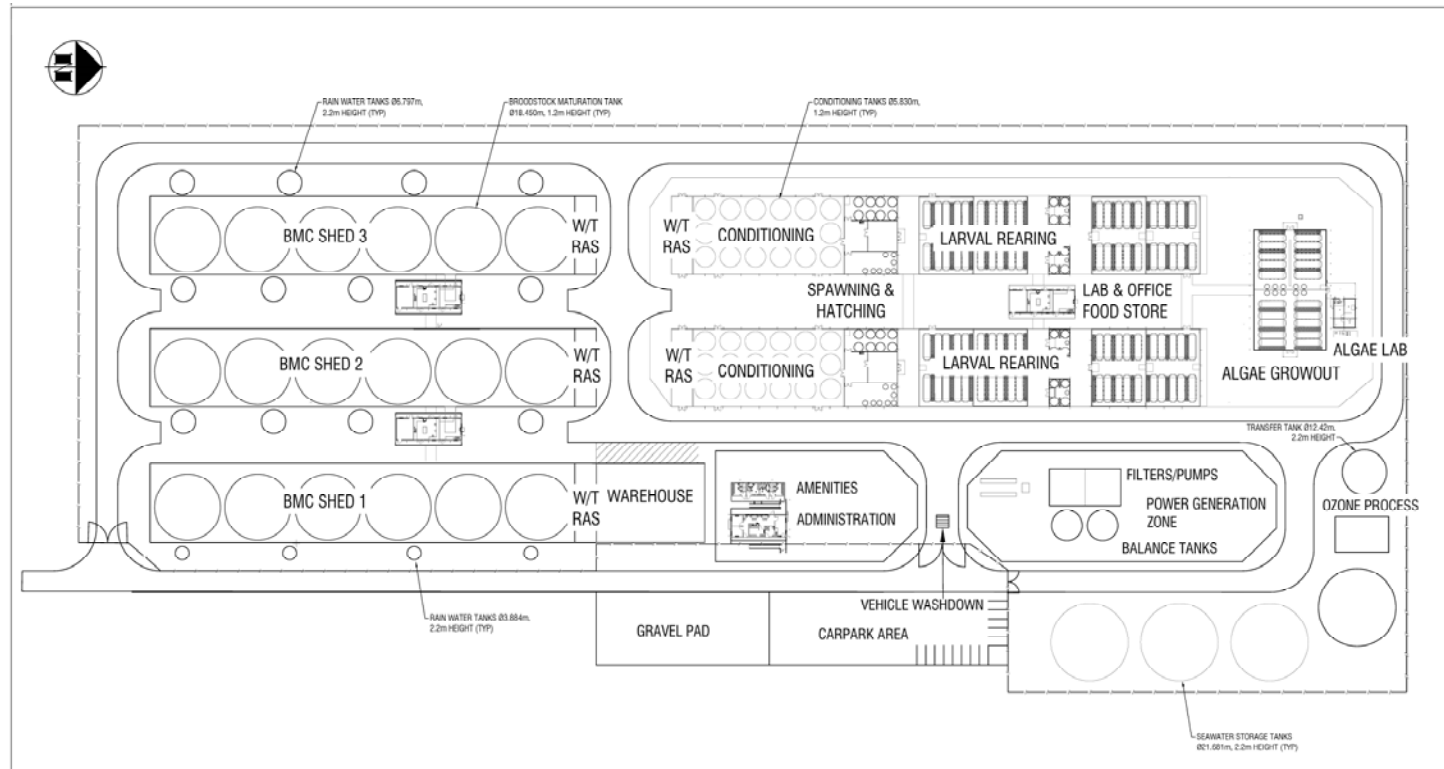 RAIN WATER TANKS Ø6.797m,
2.2m HEIGHT (TYP)
BROODSTOCK MATURATION TANK
Ø18.450m, 1.2m HEIGHT (TYP)
CONDITIONING TANKS Ø5.830m,
1.2m HEIGHT (TYP)
N
BMC SHED 3
W/T
RAS
W/T
RAS
CONDITIONING
LARVAL REARING
SPAWNING &
HATCHING
LAB & OFFICE
FOOD STORE
BMC SHED 2
W/T
RAS
W/T
RAS
CONDITIONING
LARVAL REARING
ALGAE LAB
ALGAE GROWOUT
TRANSFER TANK Ø12.42m.
2.2m HEIGHT
BMC SHED 1
W/T
RAS
WAREHOUSE
AMENITIES
ADMINISTRATION
FILTERS/PUMPS
POWER GENERATION
ZONE
BALANCE TANKS
OZONE PROCESS
RAIN WATER TANKS Ø3.884m.
2.2m HEIGHT (TYP)
GRAVEL PAD
VEHICLE WASHDOWN
CARPARK AREA
SEAWATER STORAGE TANKS
Ø21.681m, 2.2m HEIGHT (TYP)